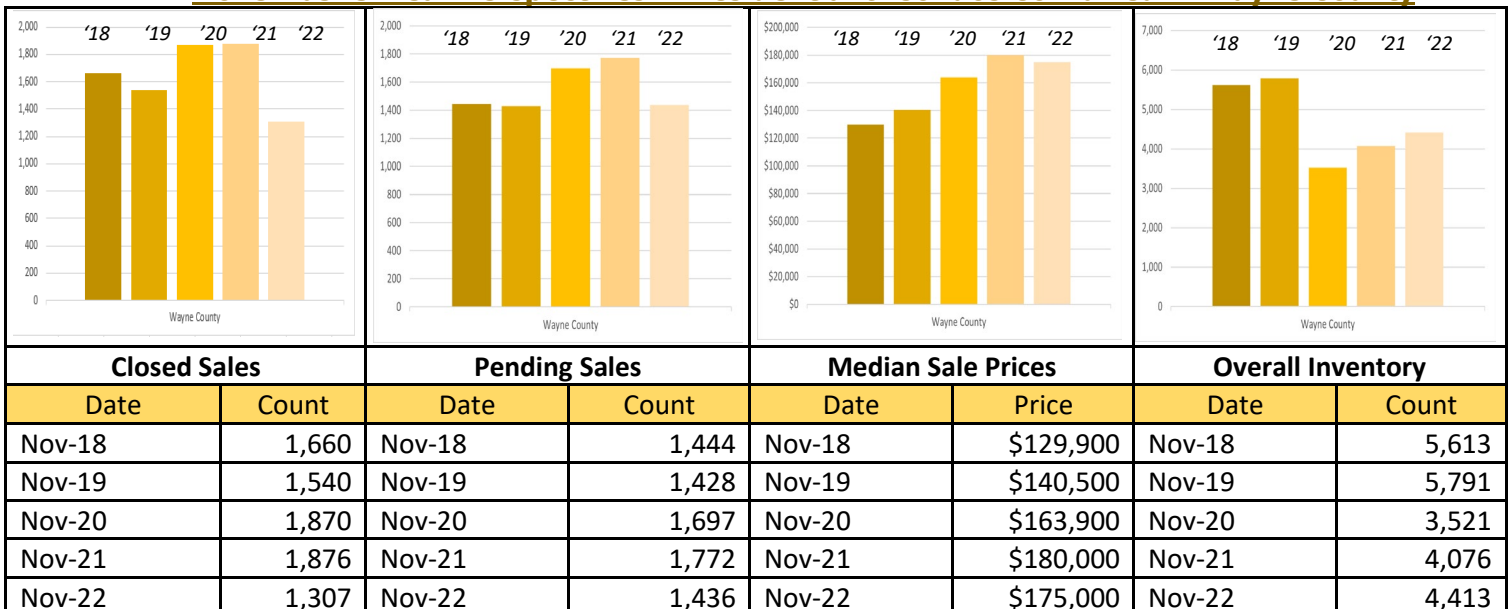 Wayne County
'18 '19 '20 '21 '22
2,000
1,800
1,600
1,400
1,200
1,000
800
600
400
200
0
Wayne County
'18 '19 '20 '21 '22
2,000
1,800
1,600
1,400
1,200
1,000
800
600
400
200
0
Wayne County
'18 '19 '20 '21 '22
$200,000
$180,000
$160,000
$140,000
$120,000
$100,000
$80,000
$60,000
$40,000
$20,000
$0
Wayne County
'18 '19 '20 '21 '22
7,000
6,000
5,000
4,000
3,000
2,000
1,000
0
Wayne County
Closed Sales Pending Sales Median Sale Prices Overall Inventory
Date Count Date Count Date Price Date Count
Nov-18 1,660 Nov-18 1,444 Nov-18 $129,900 Nov-18 5,613
Nov-19 1,540 Nov-19 1,428 Nov-19 $140,500 Nov-19 5,791
Nov-20 1,870 Nov-20 1,697 Nov-20 $163,900 Nov-20 3,521
Nov-21 1,876 Nov-21 1,772 Nov-21 $180,000 Nov-21 4,076
Nov-22 1,307 Nov-22 1,436 Nov-22 $175,000 Nov-22 4,413